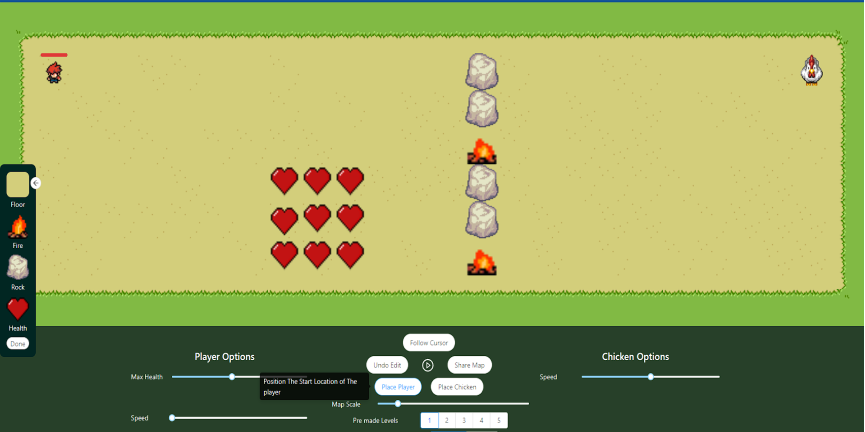 Floor
Fire
Rock
Health
Done
Follow Cursor
Player Options
Chicken Options
Undo Edit
Share Map
Max Health
Position The Start Location of The
player
Speed
Place Player
Place Chicken
Map Scale
Speed
Pre made Levels
1 2 3 4 5